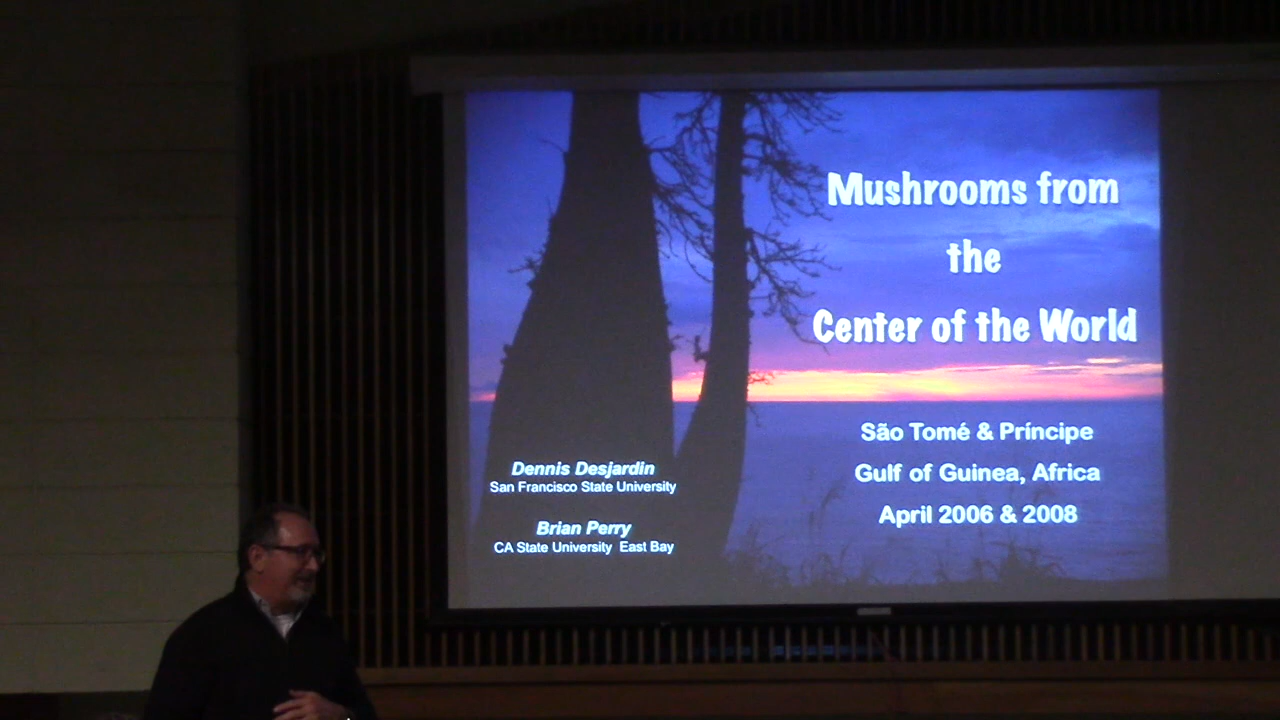 Mushrooms from
the
Center of the World
São Tomé & Príncipe
Gulf of Guinea, Africa
April 2006 & 2008
Dennis Desjardin
San Francisco State University
Brian Perry
CA State University East Bay